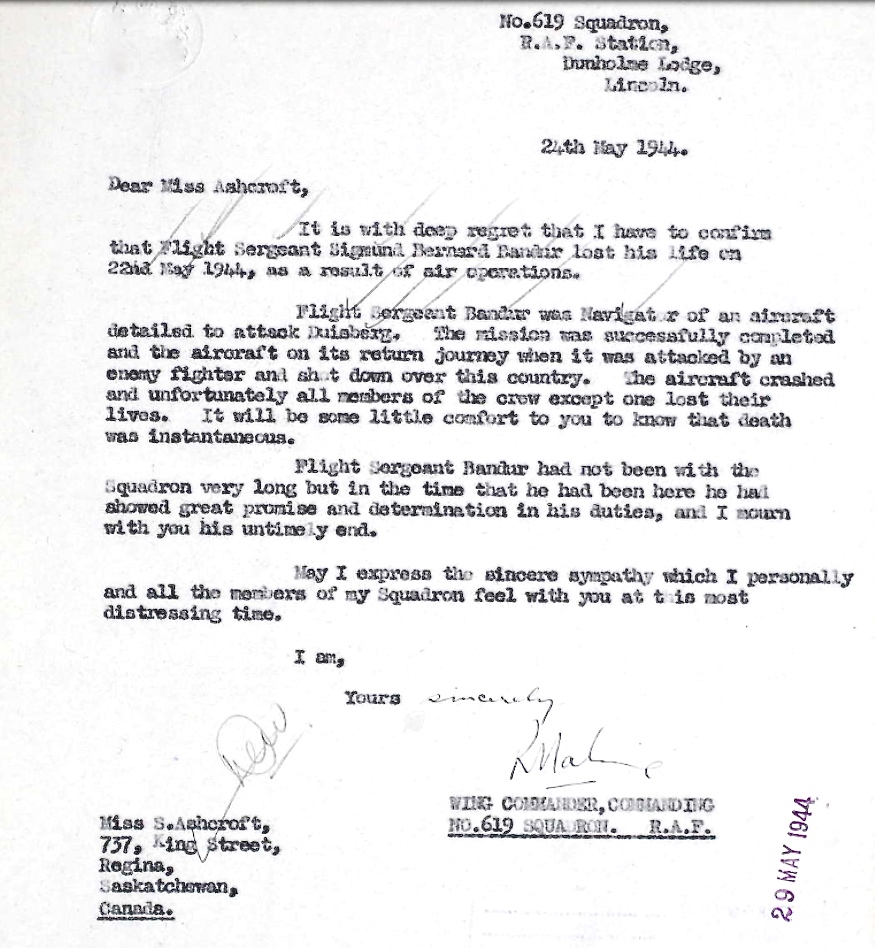 No.619 Squadron,
R.A.F. Station,
Dunholme Lodge,
Lincoln.
24th May 1944.
Dear Miss Ashcroft,
It is with deep regret that I have to confirm
that Flight Sergeant Sigmund Bernard Bandur lost his life on
22nd May 1944, as a result of air operations.
Flight Sergeant Bandur was Navigator of an aircraft
detailed to attack Duisberg. The mission was successfully completed
and the aircraft on its return journey when it was attacked by an
enemy fighter and shot down over this country. The aircraft crashed
and unfortunately all members of the crew except one lost their
lives. It will be some little comfort to you to know that death
was instantaneous.
Flight Sergeant Bandur had not been with the
Squadron very long but in the time that he had been here he had
showed great promise and determination in his duties, and I mourn
with you his untimely end.
May I express the sincere sympathy which I personally
and all the members of my Squadron feel with you at this most
distressing time.
I am,
Yours sincerely
WING COMMANDER, COMMANDING
NO.619 SQUADRON. R.A.F.
Miss S.Ashcroft,
737, King Street,
Regina,
Saskatchewan,
Canada.
29 MAY 1944